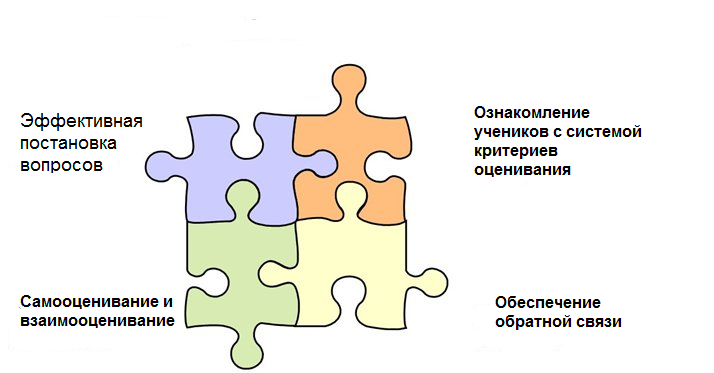 Эффективная
постановка
вопросов
Ознакомление
учеников с системой
критериев
оценивания
Самооценивание и
взаимооценивание
Обеспечение
обратной связи